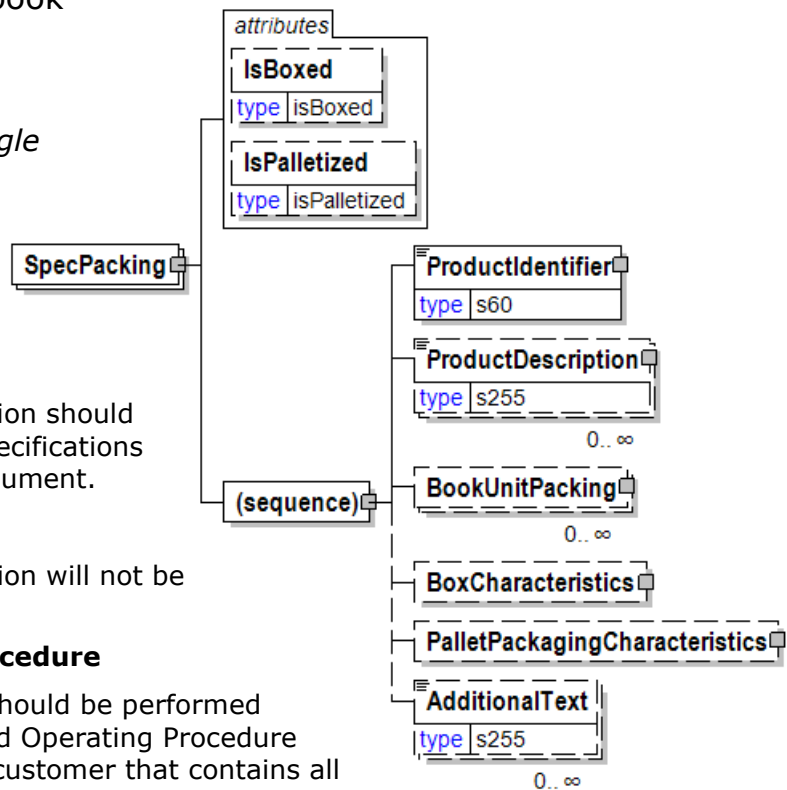 book
gle
tion should
ecifications
ument.
tion will not be
cedure
hould be performed
d Operating Procedure
customer that contains all
attributes
IsBoxed
type isBoxed
IsPalletized
type isPalletized
SpecPacking
(sequence)
ProductIdentifier
type s60
ProductDescription
type s255
0.. ∞
BookUnitPacking
0.. ∞
BoxCharacteristics
PalletPackagingCharacteristics
AdditionalText
type s255
0.. ∞